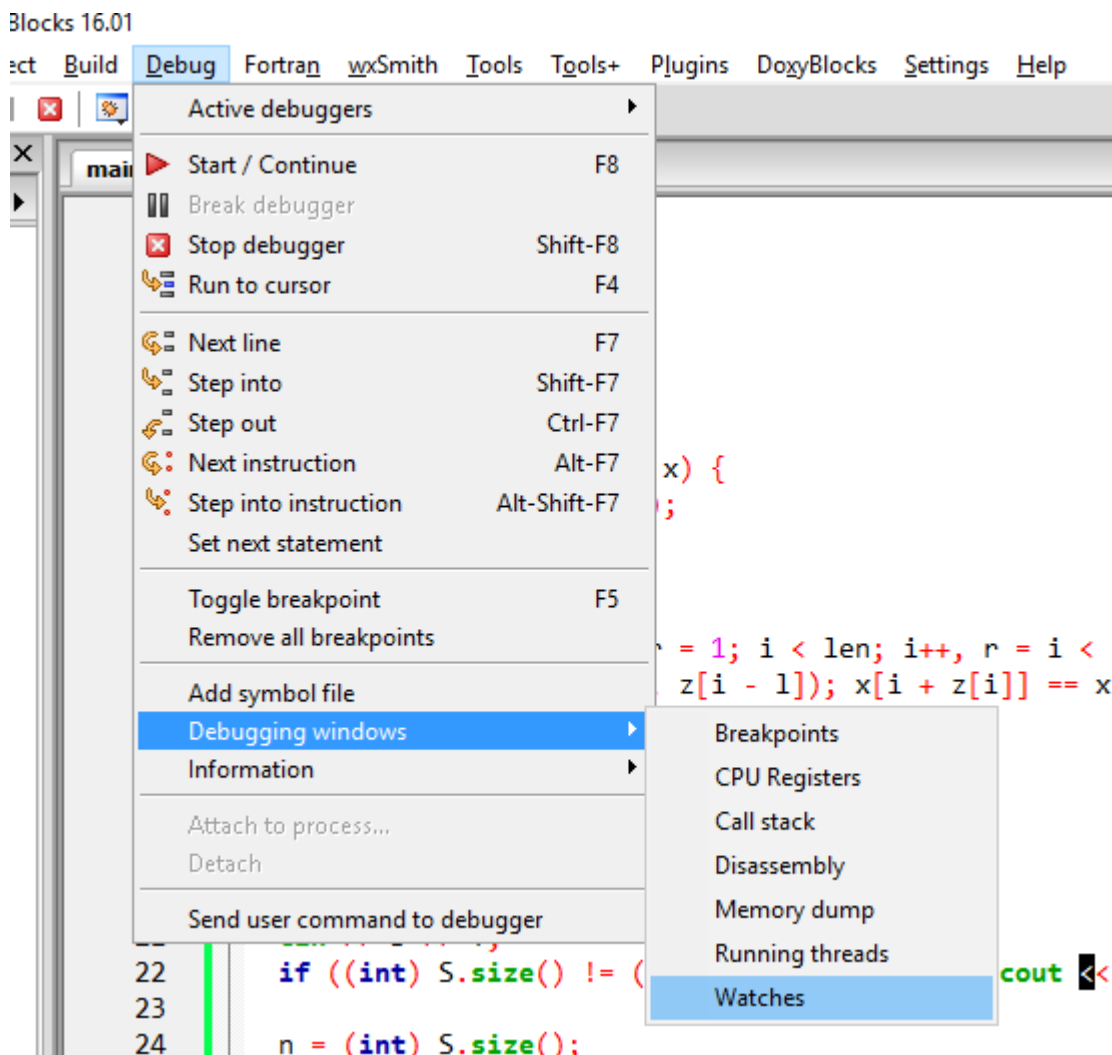 Blocks 16.01
ect Build Debug Fortran wxSmith Tools Tools+ Plugins DoxyBlocks Settings Help
Active debuggers
main
Start / Continue F8
Break debugger
Stop debugger Shift-F8
Run to cursor F4
Next line F7
Step into Shift-F7
Step out Ctrl-F7
Next instruction Alt-F7
x) {
Step into instruction Alt-Shift-F7
);
Set next statement
Toggle breakpoint F5
Remove all breakpoints
r = 1; i < len; i++, r = i <
z[i - l]); x[i + z[i]] == x
Add symbol file
Debugging windows
Breakpoints
Information
CPU Registers
Call stack
Attach to process...
Disassembly
Detach
Memory dump
Send user command to debugger
Running threads
22 if ((int) S.size() != ( cout <<
Watches
23
24 n = (int) S.size();